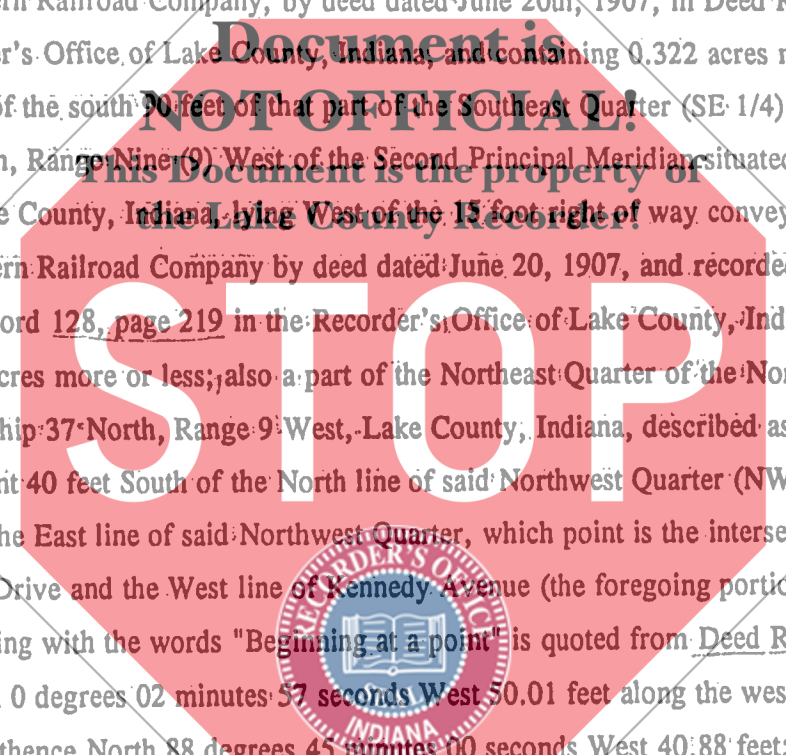 ern Railroad Company, by deed dated June 20th, 1907, in Deed R
er's Office of Lake County, Indiana, and containing 0.322 acres m
Document is
of the south 90 feet of that part of the Southeast Quarter (SE 1/4)
NOT OFFICIAL!
n, Range Nine (9) West of the Second Principal Meridian situated
This Document is the property of
e County, Indiana, lying West of the 15 foot right of way convey
the Lake County Recorder!
ern Railroad Company by deed dated June 20, 1907, and recorde
ord 128, page 219 in the Recorder's Office of Lake County, Ind
STOP
cres more or less; also a part of the Northeast Quarter of the Nor
hip 37 North, Range 9 West, Lake County, Indiana, described as
nt 40 feet South of the North line of said Northwest Quarter (NW
he East line of said Northwest Quarter, which point is the interse
Drive and the West line of Kennedy Avenue (the foregoing portio
RECORDER'S OFFIC
ing with the words "Beginning at a point" is quoted from Deed R
0 degrees 02 minutes 57 seconds West 50.01 feet along the wes
INDIANA
thence North 88 degrees 45 minutes 00 seconds West 40.88 feet;